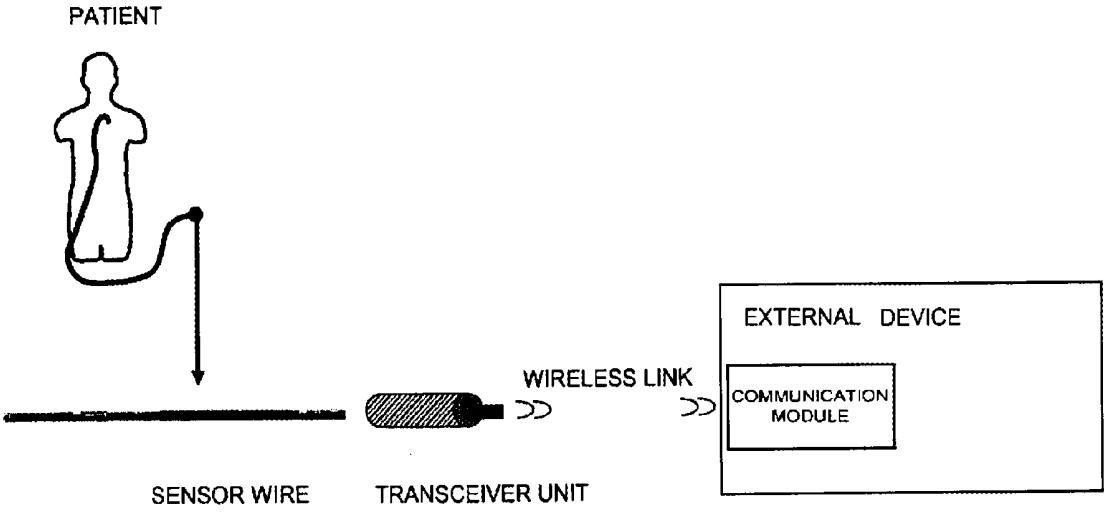 PATIENT
EXTERNAL DEVICE
WIRELESS LINK
COMMUNICATION
MODULE
SENSOR WIRE
TRANSCEIVER UNIT